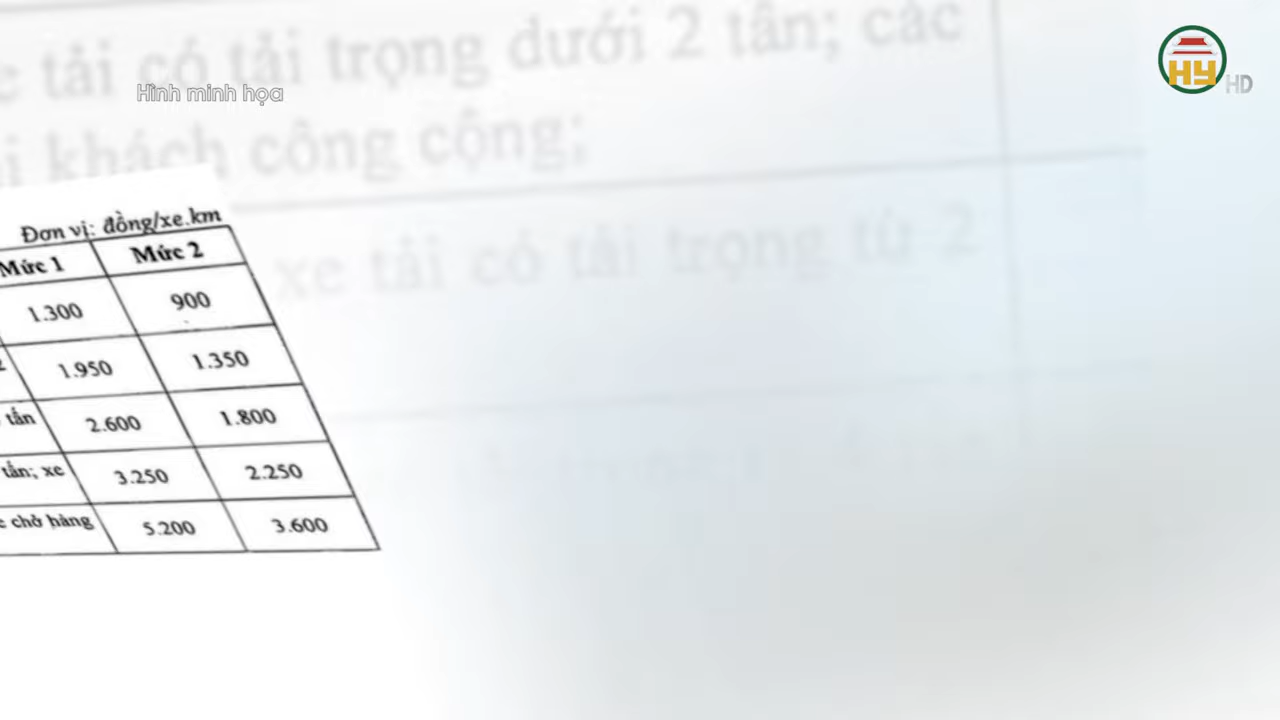 e tải có tải trọng dưới 2 tấn; các
Hình minh họa
HY HD
i khách công cộng;
Đơn vị: đồng/xe.km
Mức 1 Mức 2
xe tải có tải trọng từ 2
1.300 900
1.950 1.350
tấn 2.600 1.800
tấn; xe 3.250 2.250
chở hàng 5.200 3.600